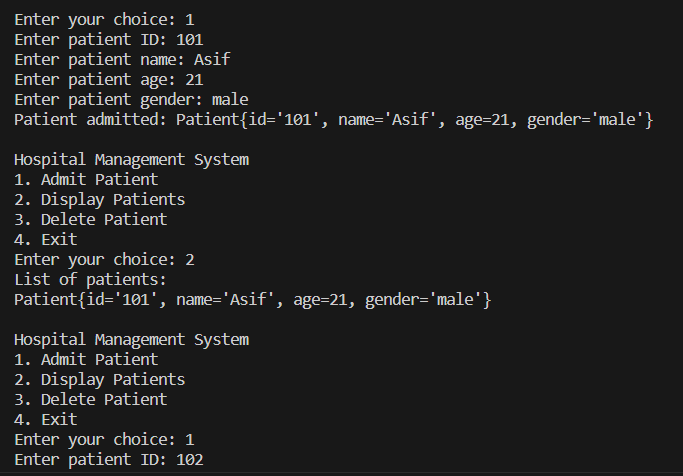 Enter your choice: 1
Enter patient ID: 101
Enter patient name: Asif
Enter patient age: 21
Enter patient gender: male
Patient admitted: Patient{id='101', name='Asif', age=21, gender='male'}

Hospital Management System
1. Admit Patient
2. Display Patients
3. Delete Patient
4. Exit
Enter your choice: 2
List of patients:
Patient{id='101', name='Asif', age=21, gender='male'}

Hospital Management System
1. Admit Patient
2. Display Patients
3. Delete Patient
4. Exit
Enter your choice: 1
Enter patient ID: 102